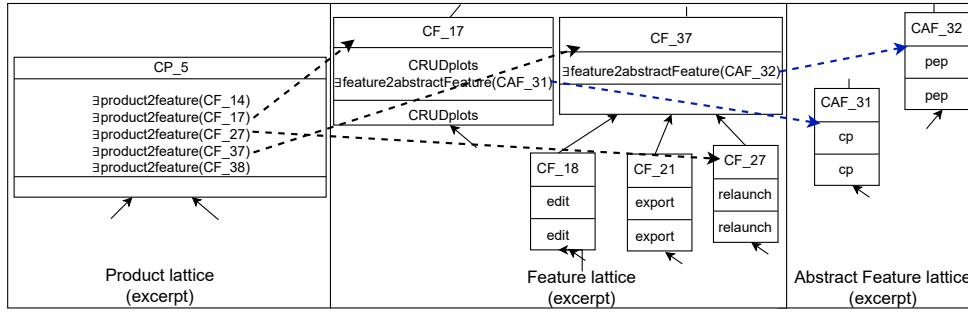 CP_5
∃product2feature(CF_14)
∃product2feature(CF_17)
∃product2feature(CF_27)
∃product2feature(CF_37)
∃product2feature(CF_38)
Product lattice
(excerpt)
CF_17
CRUDplots
∃feature2abstractFeature(CAF_31)
CRUDplots
CF_37
∃feature2abstractFeature(CAF_32)
CF_18
edit
edit
CF_21
export
export
CF_27
relaunch
relaunch
Feature lattice
(excerpt)
CAF_32
pep
pep
CAF_31
cp
cp
Abstract Feature lattice
(excerpt)